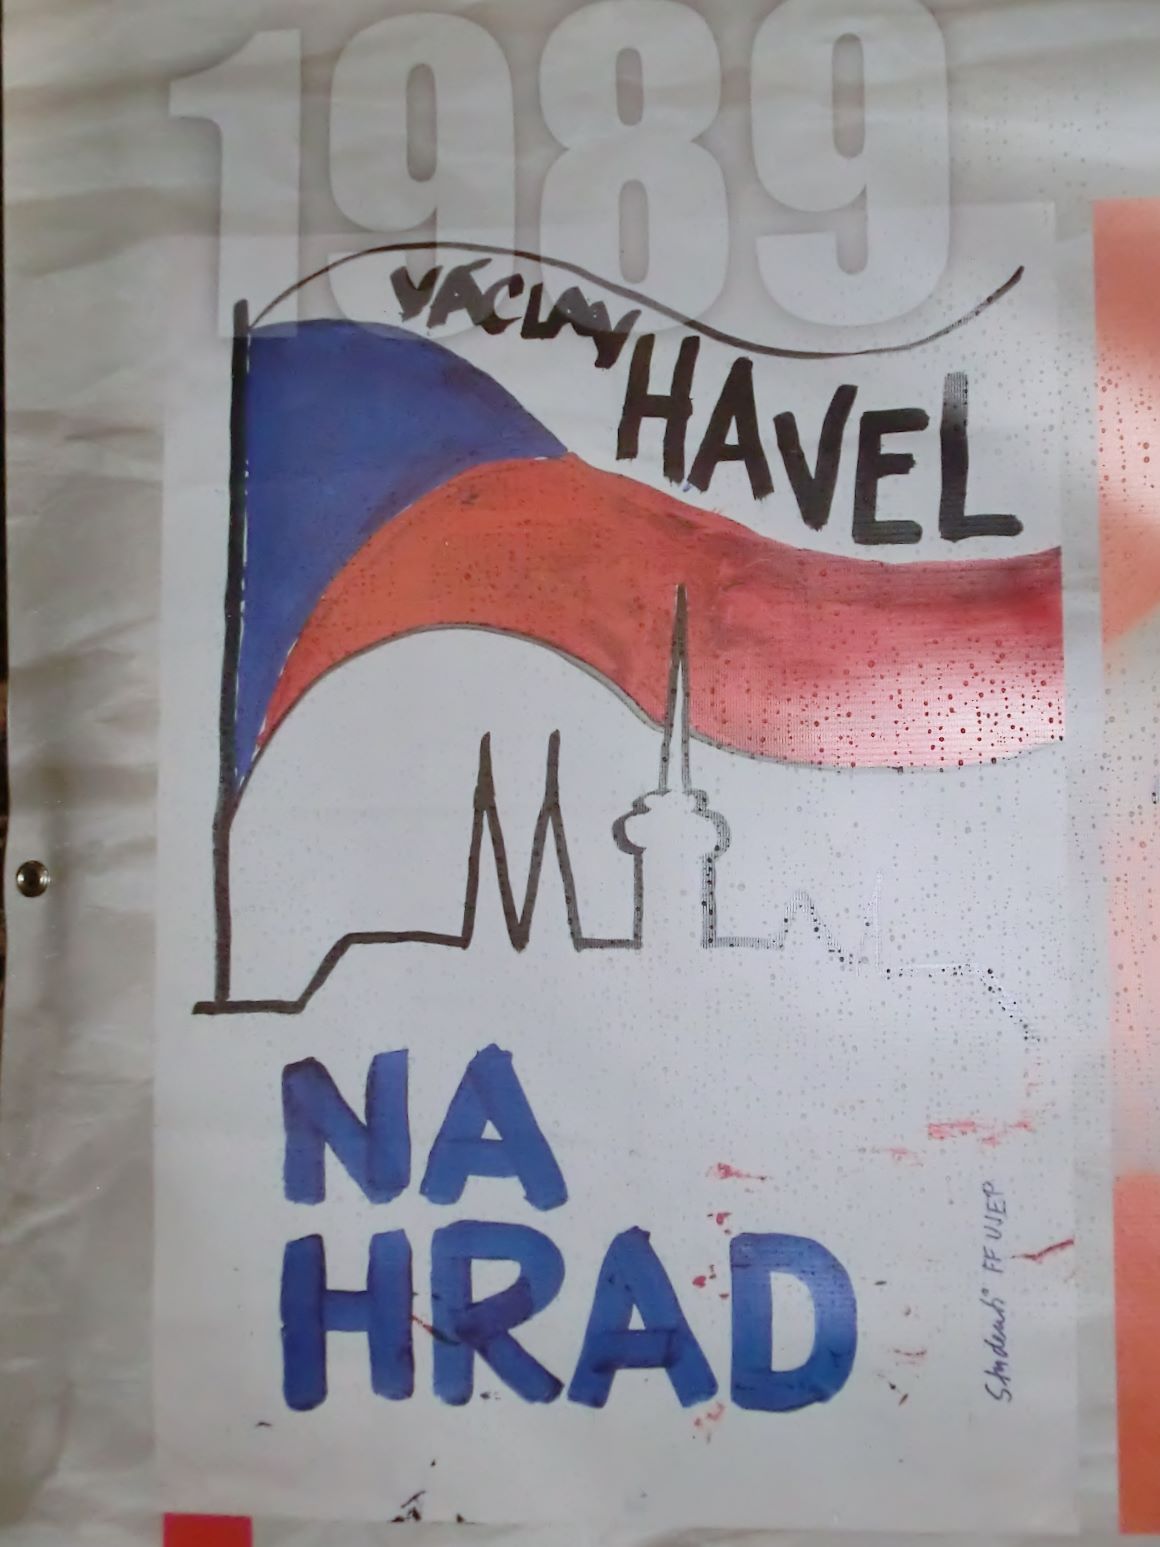 1989
VÁCLAV
HAVEL
NA
HRAD
Studenti FF UJEP